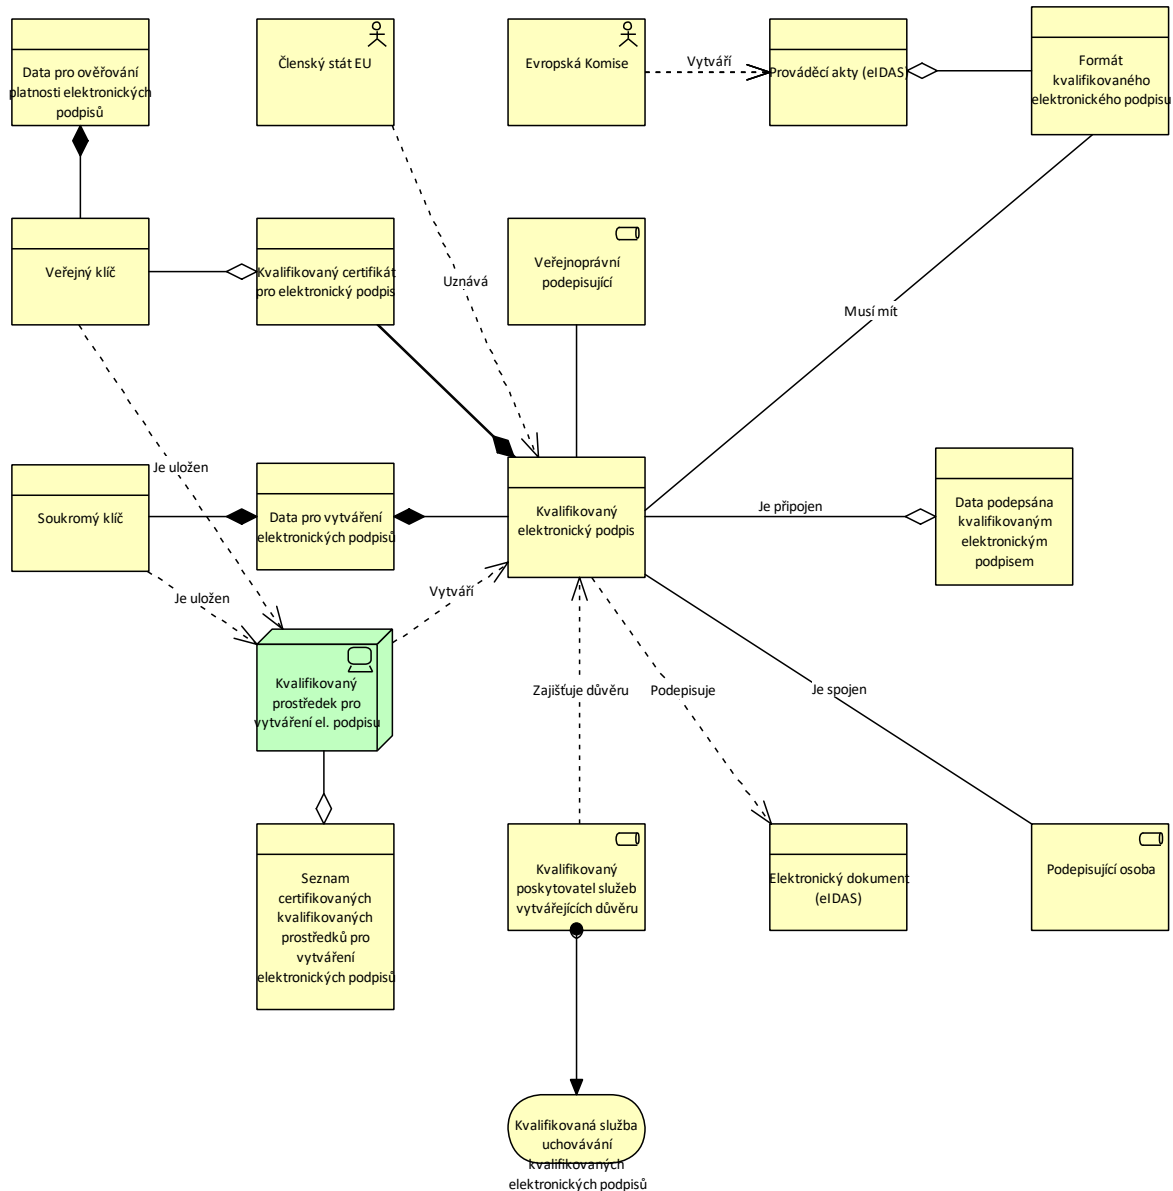 Data pro ověřování
platnosti elektronických
podpisů
Členský stát EU
Evropská Komise
Vytváří
Prováděcí akty (eIDAS)
Formát
kvalifikovaného
elektronického podpisu
Veřejný klíč
Kvalifikovaný certifikát
pro elektronický podpis
Uznává
Veřejnoprávní
podepisující
Musí mít
Je uložen
Soukromý klíč
Data pro vytváření
elektronických podpisů
Kvalifikovaný
elektronický podpis
Je připojen
Data podepsána
kvalifikovaným
elektronickým
podpisem
Je uložen
Vytváří
Kvalifikovaný
prostředek pro
vytváření el. podpisu
Zajišťuje důvěru
Podepisuje
Je spojen
Seznam
certifikovaných
kvalifikovaných
prostředků pro
vytváření
elektronických podpisů
Kvalifikovaný
poskytovatel služeb
vytvářejících důvěru
Elektronický dokument
(eIDAS)
Podepisující osoba
Kvalifikovaná služba
uchovávání
kvalifikovaných
elektronických podpisů